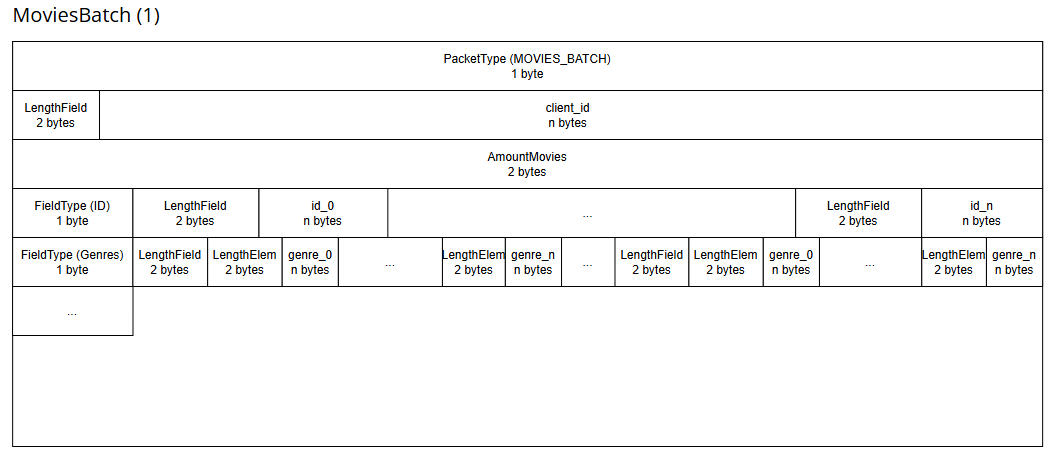 MoviesBatch (1)
PacketType (MOVIES_BATCH)
1 byte
LengthField
2 bytes
client_id
n bytes
AmountMovies
2 bytes
FieldType (ID)
1 byte
LengthField
2 bytes
id_0
n bytes
...
LengthField
2 bytes
id_n
n bytes
FieldType (Genres)
1 byte
LengthField
2 bytes
LengthElem
2 bytes
genre_0
n bytes
...
LengthElem
2 bytes
genre_n
n bytes
...
LengthField
2 bytes
LengthElem
2 bytes
genre_0
n bytes
...
LengthElem
2 bytes
genre_n
n bytes
...